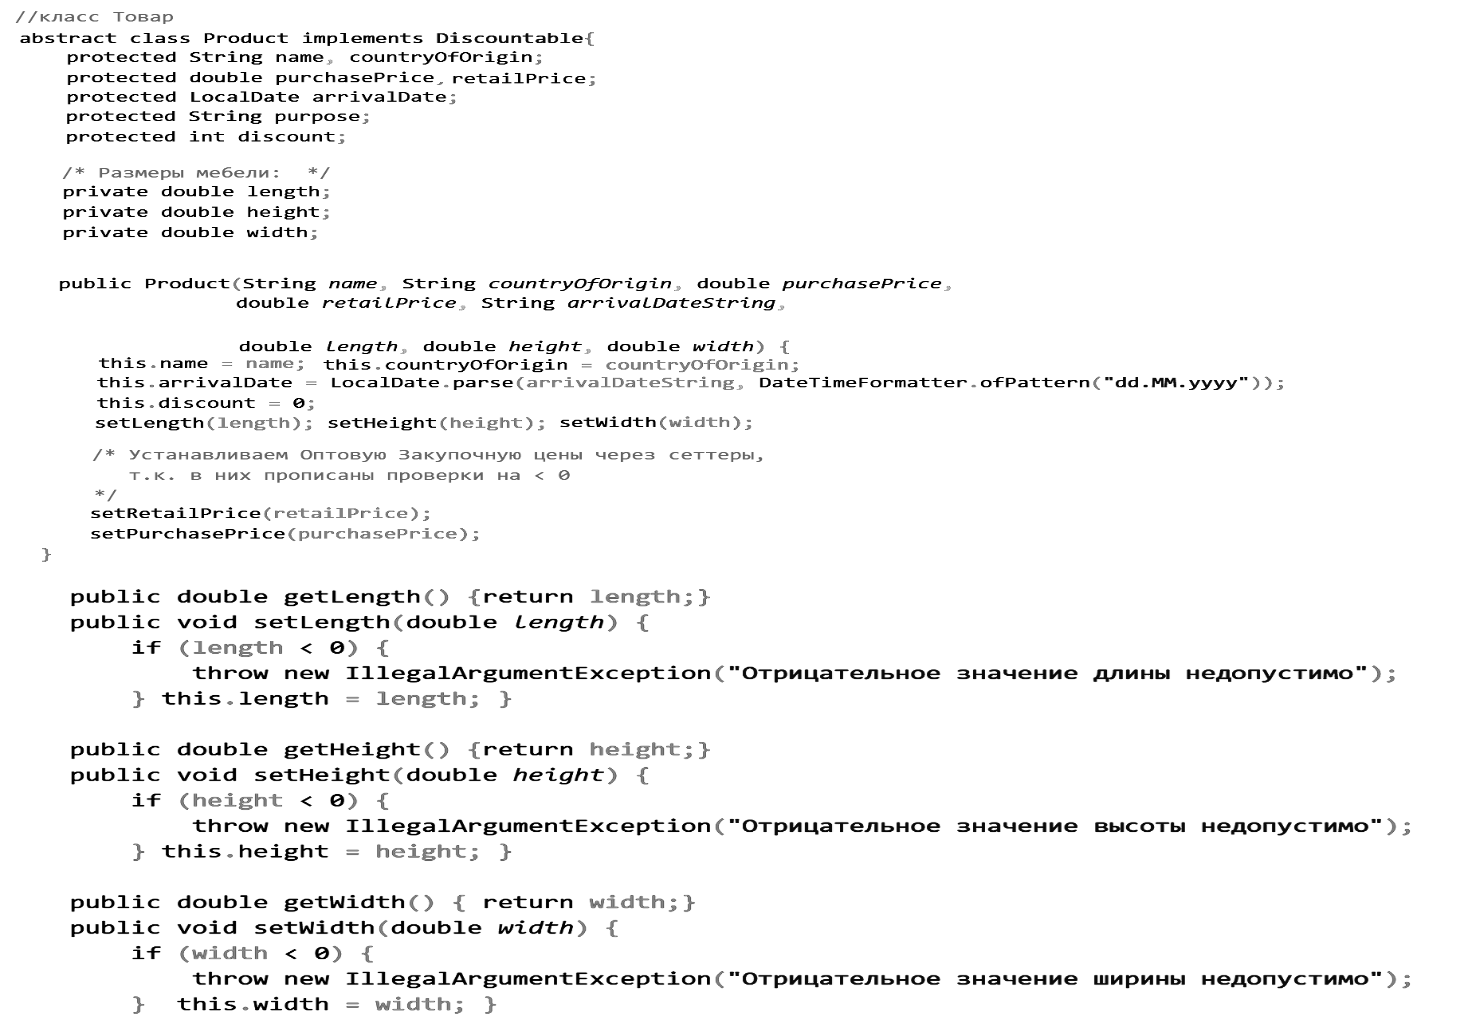 //класс Товар
abstract class Product implements Discountable{
protected String name, countryOfOrigin;
protected double purchasePrice, retailPrice;
protected LocalDate arrivalDate;
protected String purpose;
protected int discount;
/* Размеры мебели:  */
private double length;
private double height;
private double width;
public Product(String name, String countryOfOrigin, double purchasePrice,
double retailPrice, String arrivalDateString,
double length, double height, double width) {
this.name = name; this.countryOfOrigin = countryOfOrigin;
this.arrivalDate = LocalDate.parse(arrivalDateString, DateTimeFormatter.ofPattern("dd.MM.yyyy"));
this.discount = 0;
setLength(length); setHeight(height); setWidth(width);
/* Устанавливаем Оптовую Закупочную цены через сеттеры,
т.к. в них прописаны проверки на < 0
*/
setRetailPrice(retailPrice);
setPurchasePrice(purchasePrice);
}
public double getLength() {return length;}
public void setLength(double length) {
if (length < 0) {
throw new IllegalArgumentException("Отрицательное значение длины недопустимо");
} this.length = length; }
public double getHeight() {return height;}
public void setHeight(double height) {
if (height < 0) {
throw new IllegalArgumentException("Отрицательное значение высоты недопустимо");
} this.height = height; }
public double getWidth() { return width;}
public void setWidth(double width) {
if (width < 0) {
throw new IllegalArgumentException("Отрицательное значение ширины недопустимо");
}  this.width = width; }